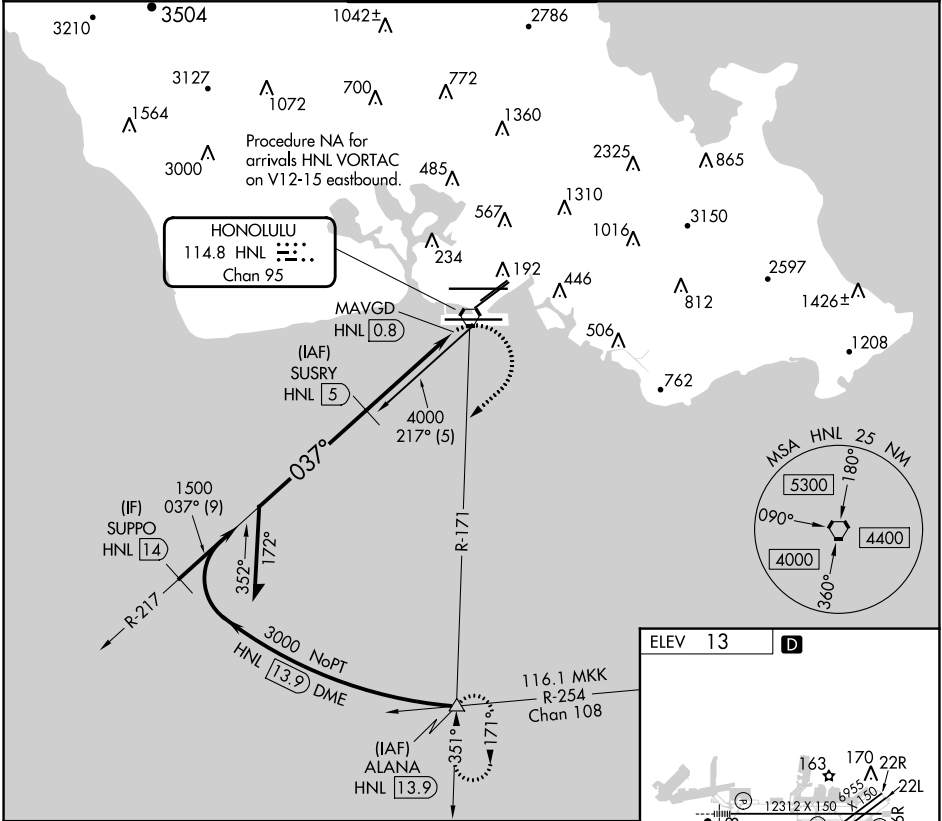 3210
3504
1042±
2786
3127
1072
700
772
1564
1360
3000
Procedure NA for
arrivals HNL VORTAC
on V12-15 eastbound.
485
2325
865
1310
567
1016
3150
HONOLULU
114.8 HNL
Chan 95
234
192
446
812
2597
1426±
MAVGD
HNL 0.8
506
1208
762
(IAF)
SUSRY
HNL 5
4000
217° (5)
037°
MSA HNL 25 NM
180°
5300
090°
4400
4000
360°
1500
037° (9)
(IF)
SUPPO
HNL 14
352°
172°
R-171
R-217
3000 NoPT
HNL 13.9 DME
116.1 MKK
R-254
Chan 108
(IAF)
ALANA
HNL 13.9
351°
171°
ELEV 13
D
163
170
22R
22L
6955 X 150
P
12312 X 150